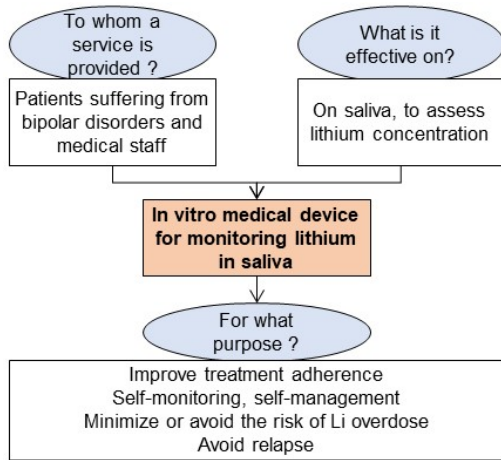 To whom a
service is
provided ?
Patients suffering from
bipolar disorders and
medical staff
What is it
effective on?
On saliva, to assess
lithium concentration
In vitro medical device
for monitoring lithium
in saliva
For what
purpose ?
Improve treatment adherence
Self-monitoring, self-management
Minimize or avoid the risk of Li overdose
Avoid relapse